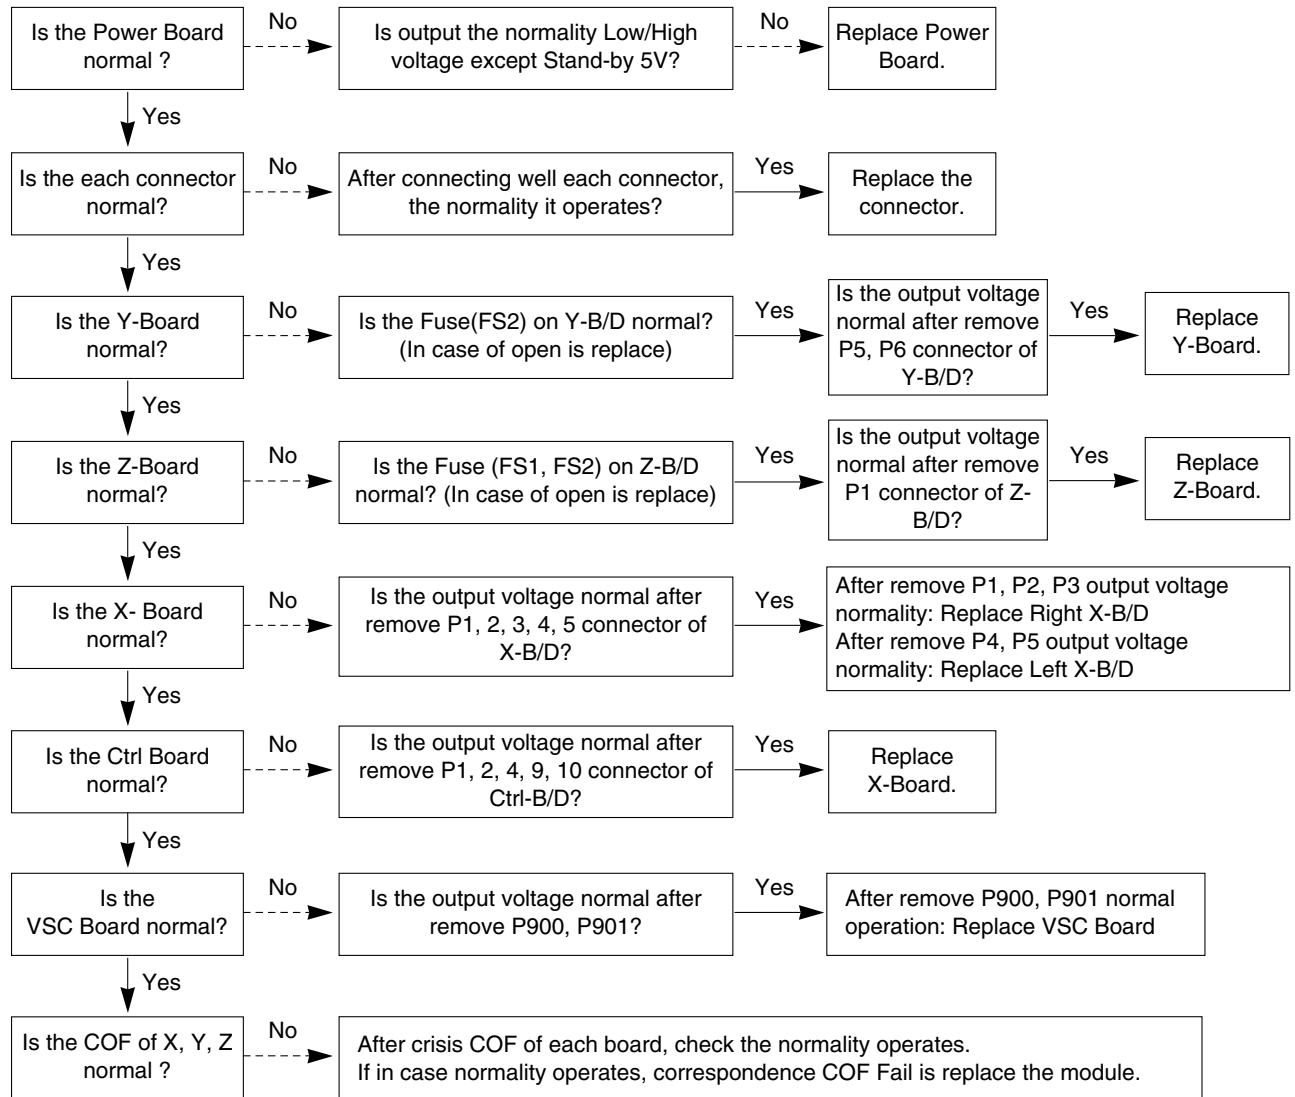 Is the Power Board
normal ?
No
Is output the normality Low/High
voltage except Stand-by 5V?
No
Replace Power
Board.
Yes
Is the each connector
normal?
No
After connecting well each connector,
the normality it operates?
Yes
Replace the
connector.
Yes
Is the Y-Board
normal?
No
Is the Fuse(FS2) on Y-B/D normal?
(In case of open is replace)
Yes
Is the output voltage
normal after remove
P5, P6 connector of
Y-B/D?
Yes
Replace
Y-Board.
Yes
Is the Z-Board
normal?
No
Is the Fuse (FS1, FS2) on Z-B/D
normal? (In case of open is replace)
Yes
Is the output voltage
normal after remove
P1 connector of Z-
B/D?
Yes
Replace
Z-Board.
Yes
Is the X- Board
normal?
No
Is the output voltage normal after
remove P1, 2, 3, 4, 5 connector of
X-B/D?
Yes
After remove P1, P2, P3 output voltage
normality: Replace Right X-B/D
After remove P4, P5 output voltage
normality: Replace Left X-B/D
Yes
Is the Ctrl Board
normal?
No
Is the output voltage normal after
remove P1, 2, 4, 9, 10 connector of
Ctrl-B/D?
Yes
Replace
X-Board.
Yes
Is the
VSC Board normal?
No
Is the output voltage normal after
remove P900, P901?
Yes
After remove P900, P901 normal
operation: Replace VSC Board
Yes
Is the COF of X, Y, Z
normal ?
No
After crisis COF of each board, check the normality operates.
If in case normality operates, correspondence COF Fail is replace the module.